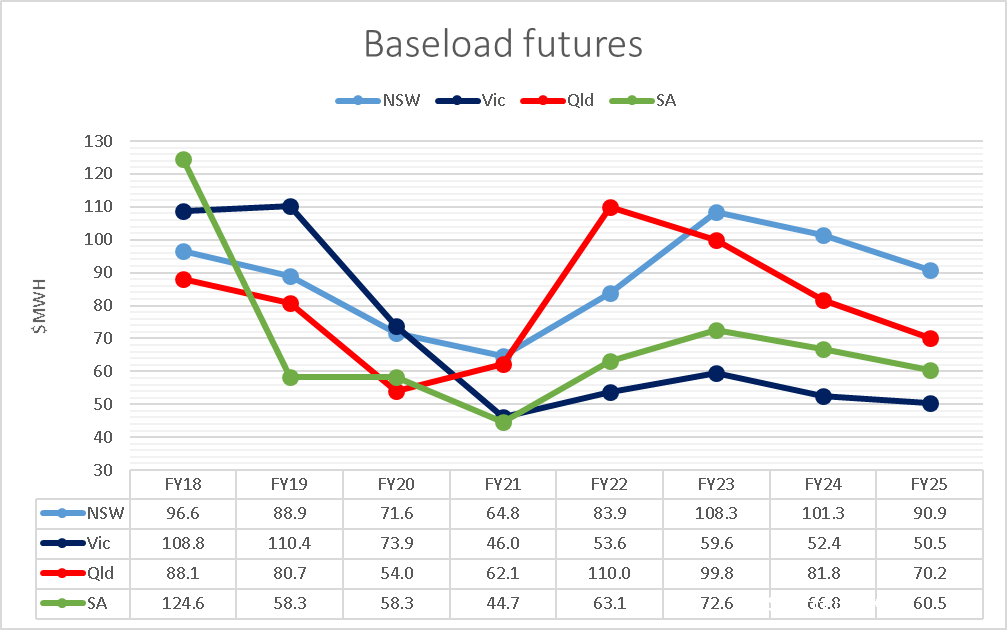 Baseload futures
NSW Vic Qld SA
130
120
110
100
90
80
70
60
50
40
30
$MWH
FY18 FY19 FY20 FY21 FY22 FY23 FY24 FY25
NSW 96.6 88.9 71.6 64.8 83.9 108.3 101.3 90.9
Vic 108.8 110.4 73.9 46.0 53.6 59.6 52.4 50.5
Qld 88.1 80.7 54.0 62.1 110.0 99.8 81.8 70.2
SA 124.6 58.3 58.3 44.7 63.1 72.6 66.8 60.5